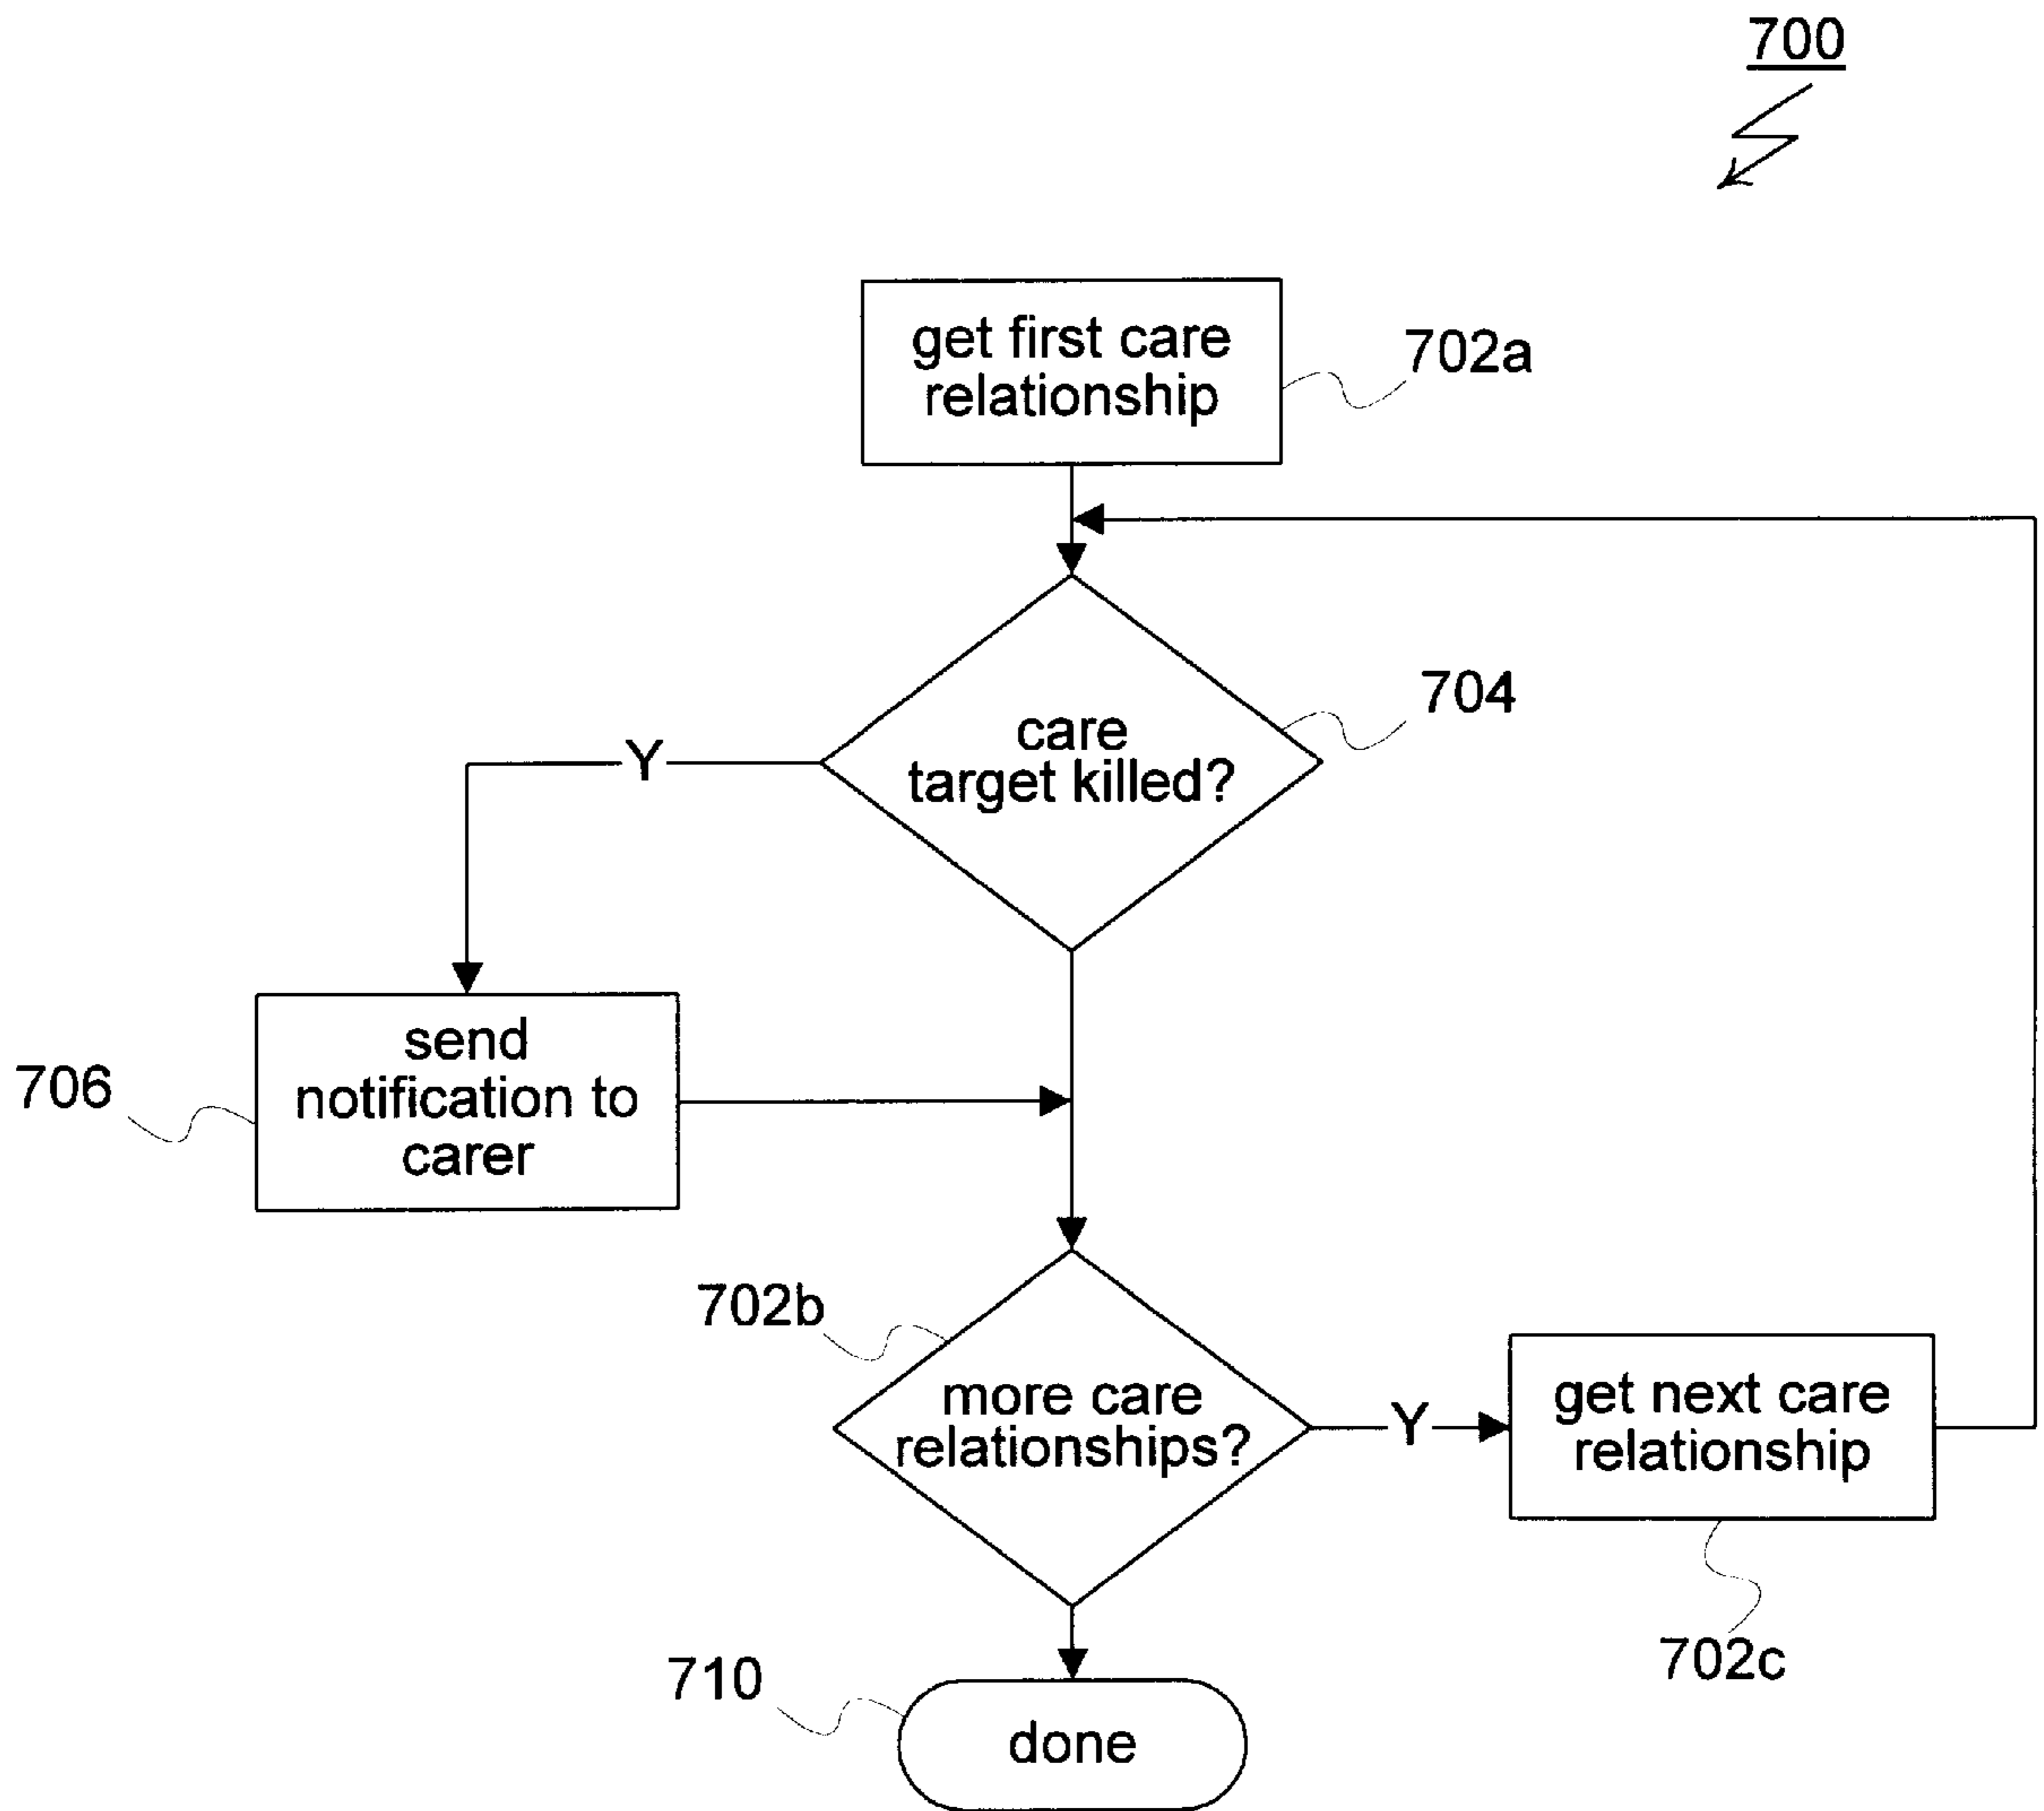 700
get first care
relationship
702a
care
target killed?
704
Y
send
notification to
carer
706
702b
more care
relationships?
Y
get next care
relationship
702c
710
done